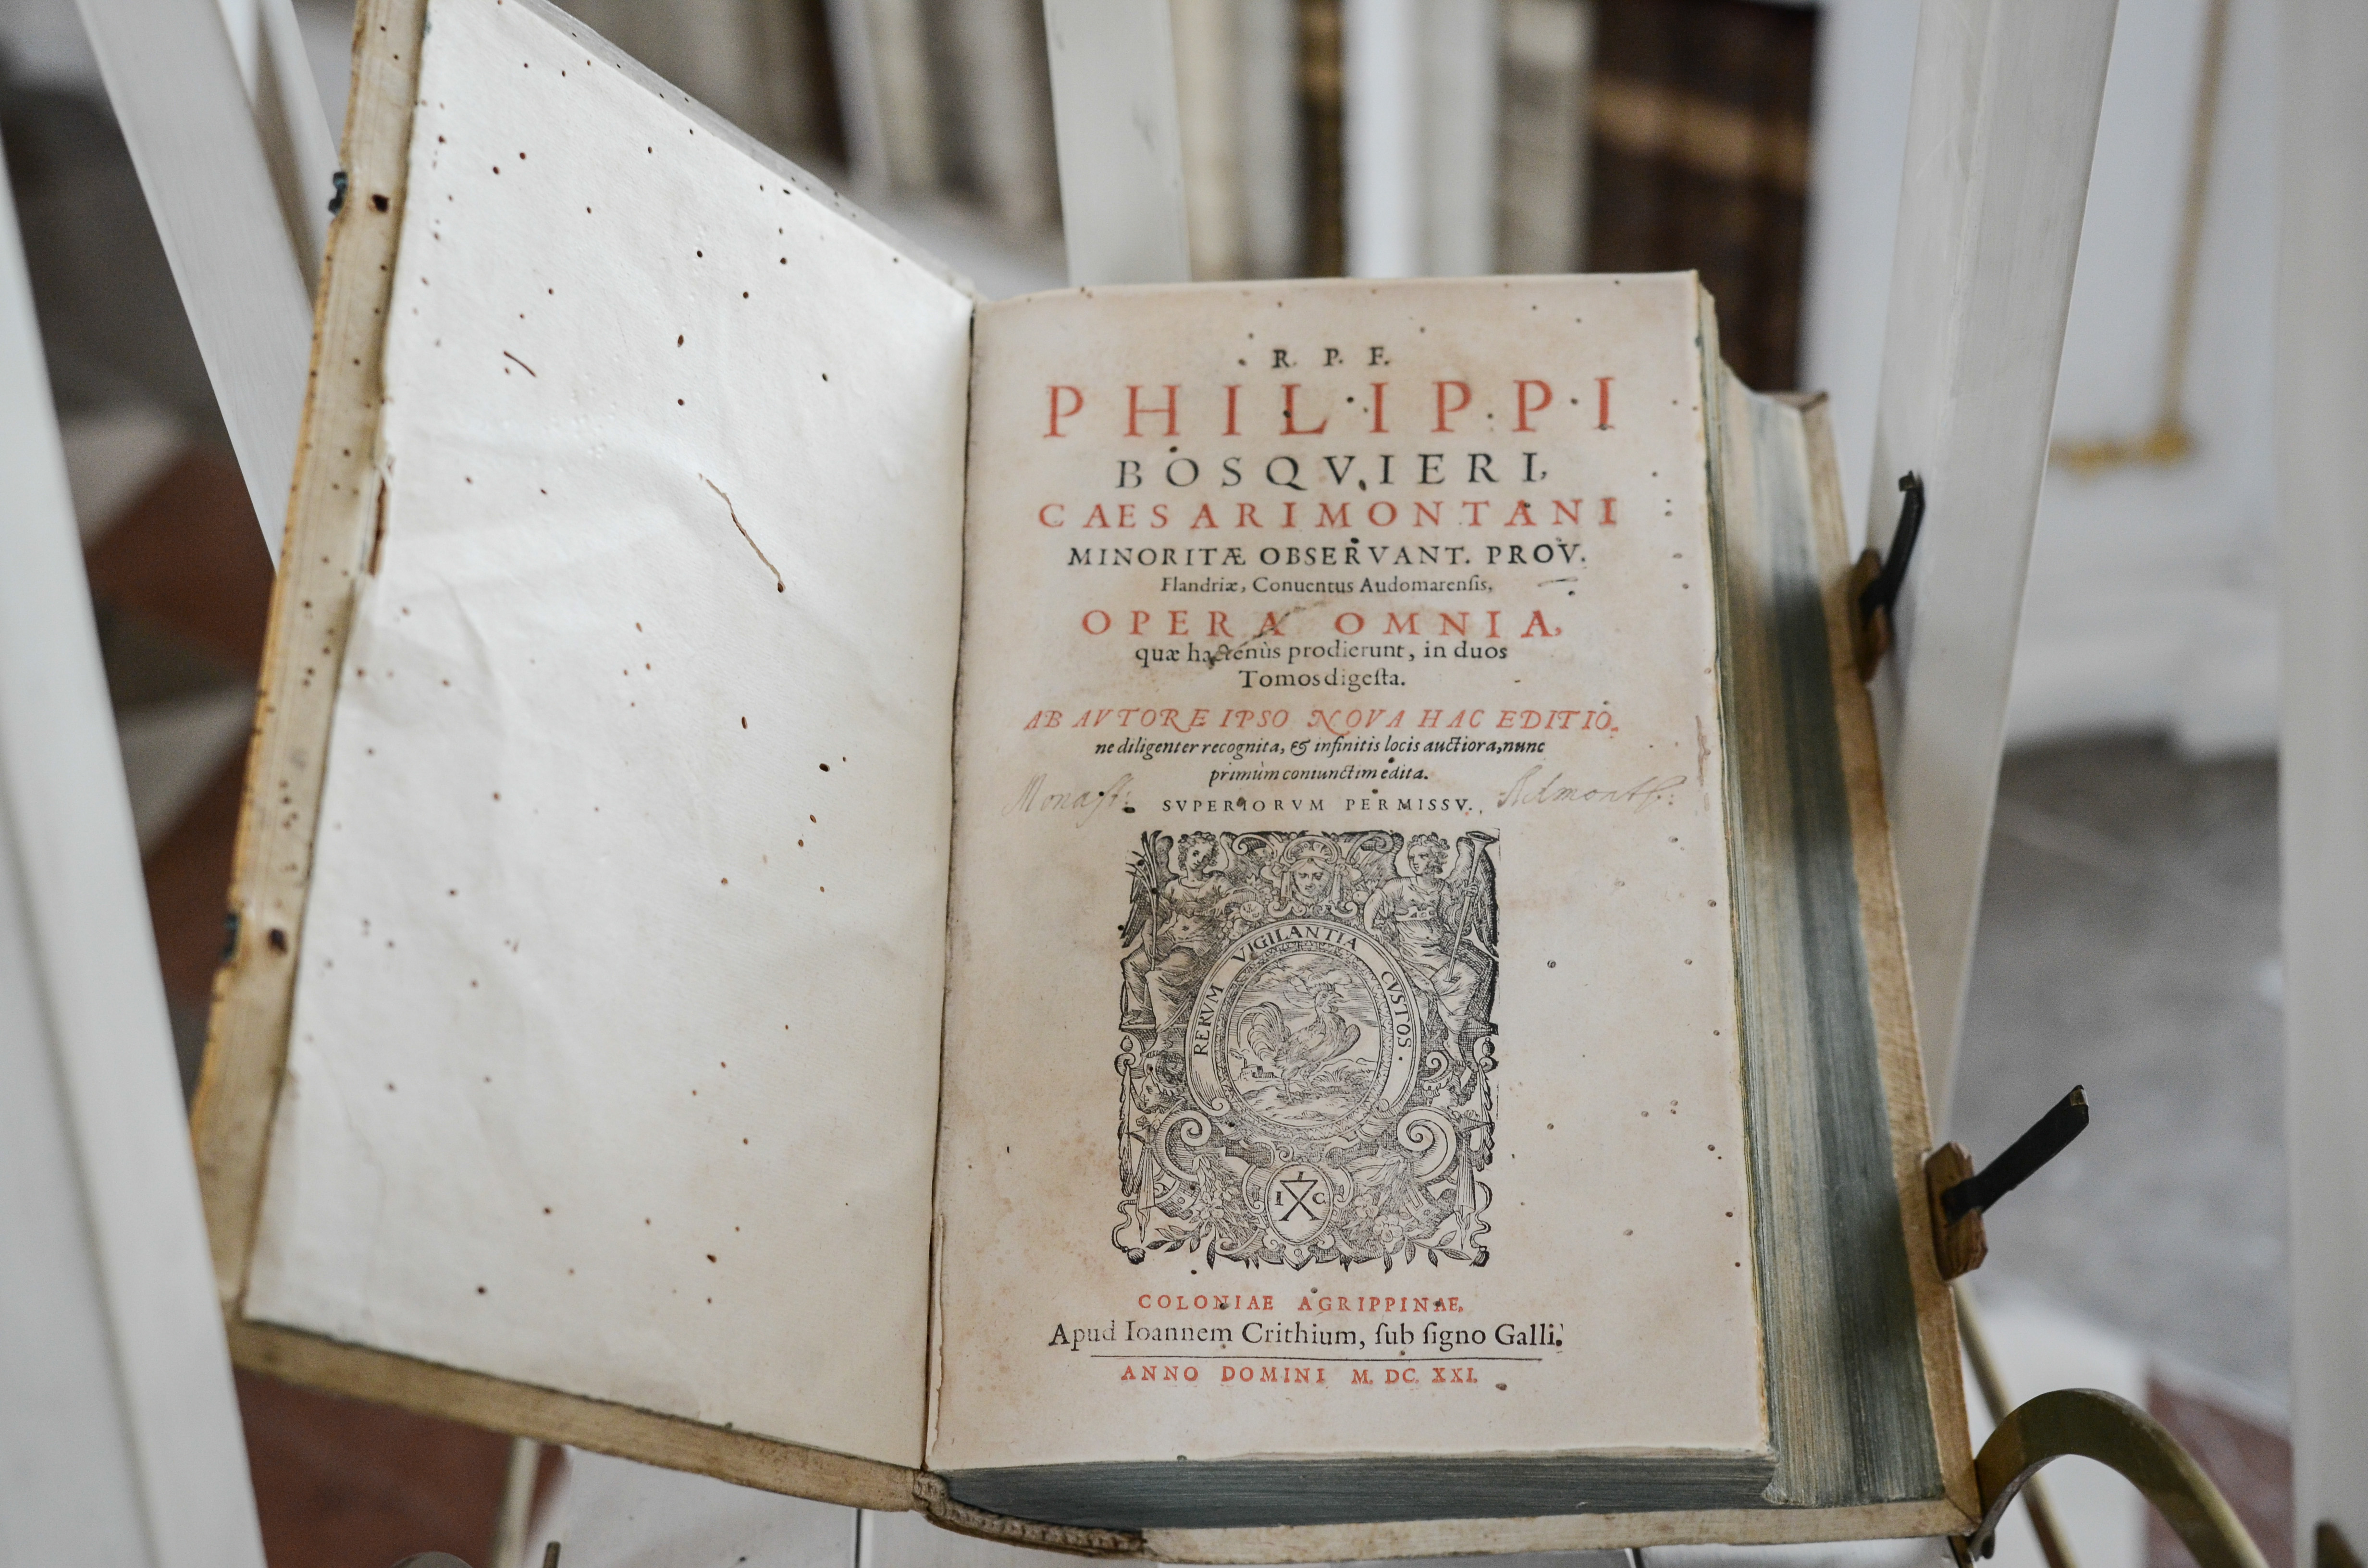 R. P. F.
PHILIPPI
BOSQVIERI,
CAESARIMONTANI
MINORITÆ OBSERVANT. PROV.
Flandriæ, Conuentus Audomarenſis,
OPERA OMNIA,
quæ hactenùs prodierunt, in duos
Tomos digeſta.
AB AVTORE IPSO NOVA HAC EDITIO-
ne diligenter recognita, & infinitis locis auctiora, nunc
primùm coniunctim edita.
Monast: SVPERIORVM PERMISSV. Admont:
RERVM VIGILANTIA CVSTOS.
I C
COLONIAE AGRIPPINAE,
Apud Ioannem Crithium, ſub ſigno Galli.
ANNO DOMINI M. DC. XXI.